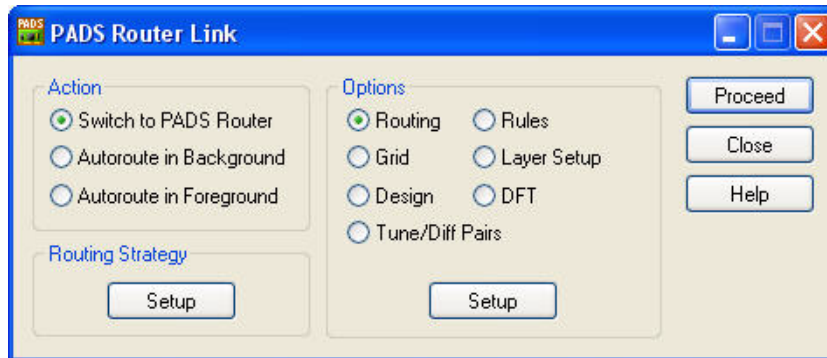 PADS
PADS Router Link
Action
Switch to PADS Router
Autoroute in Background
Autoroute in Foreground
Routing Strategy
Setup
Options
Routing
Rules
Grid
Layer Setup
Design
DFT
Tune/Diff Pairs
Setup
Proceed
Close
Help